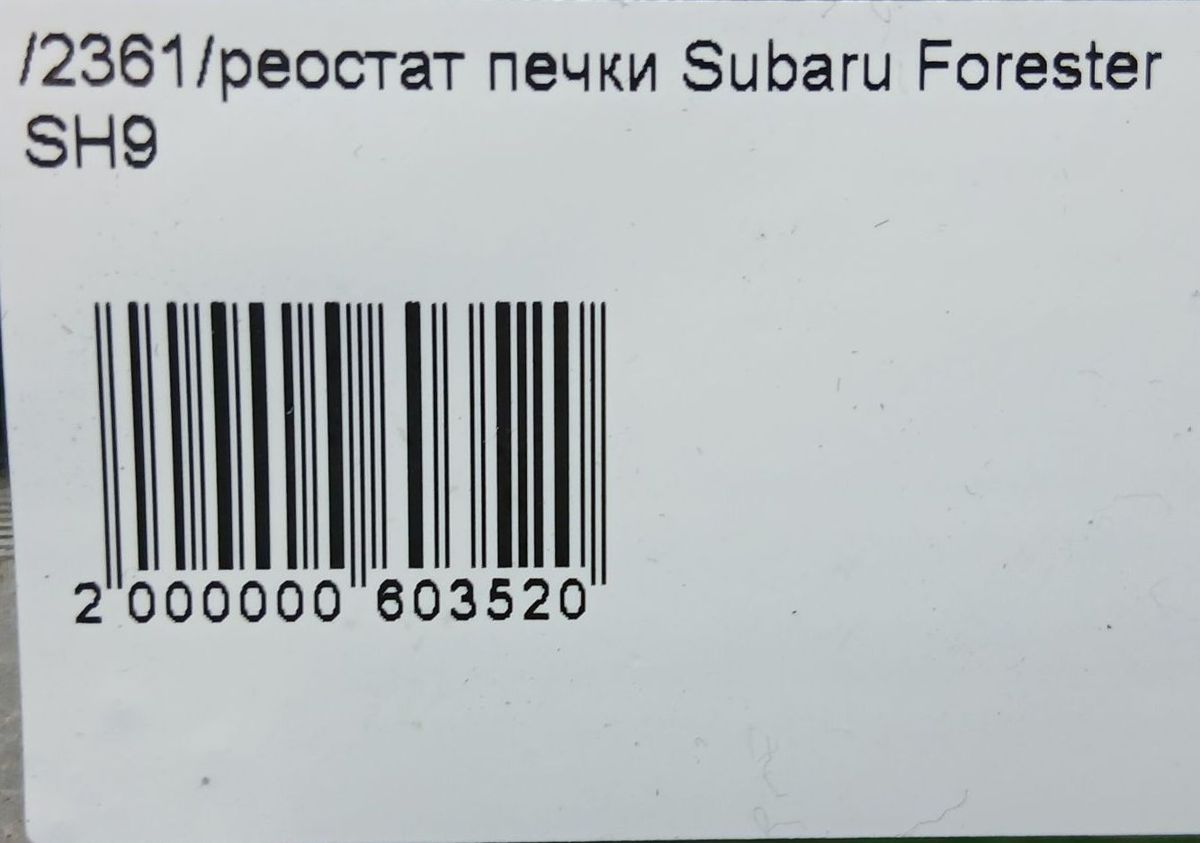 /2361/реостат печки Subaru Forester
SH9
2 000000 603520